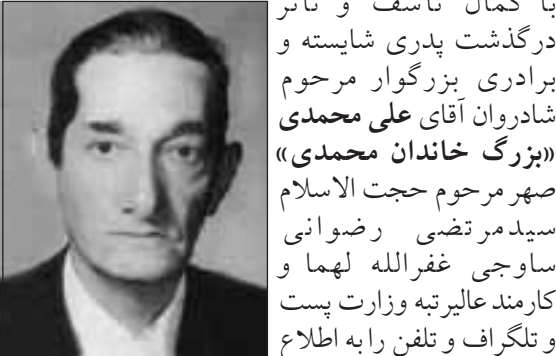 با کمال تاسف و تاثر
درگذشت پدری شایسته و
برادری بزرگوار مرحوم
شادروان آقای علی محمدی
«بزرگ خاندان محمدی»
صهر مرحوم حجت الاسلام
سیدمرتضی رضوانی
ساوجی غفرالله لهما و
کارمند عالیرتبه وزارت پست
و تلگراف و تلفن را به اطلاع